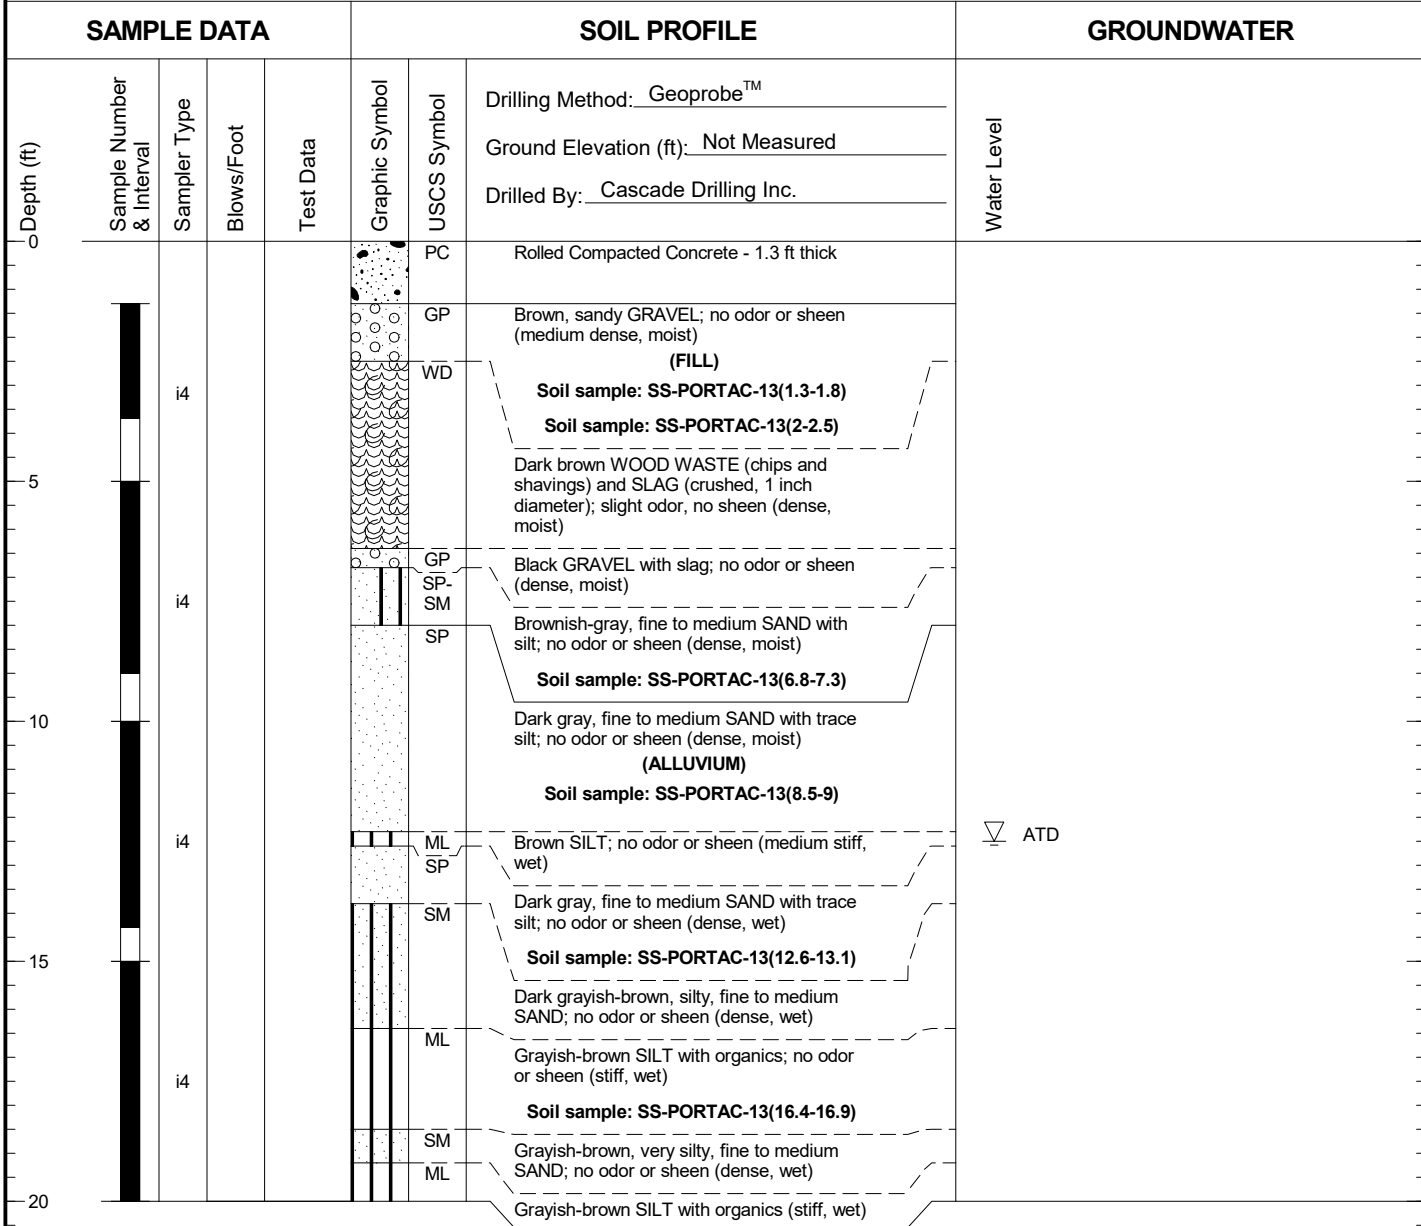 SAMPLE DATA
SOIL PROFILE
GROUNDWATER
Depth (ft)
Sample Number
& Interval
Sampler Type
Blows/Foot
Test Data
Graphic Symbol
USCS Symbol
Drilling Method: Geoprobe™
Ground Elevation (ft): Not Measured
Drilled By: Cascade Drilling Inc.
Water Level
0
PC
Rolled Compacted Concrete - 1.3 ft thick
GP
Brown, sandy GRAVEL; no odor or sheen
(medium dense, moist)
(FILL)
WD
i4
Soil sample: SS-PORTAC-13(1.3-1.8)
Soil sample: SS-PORTAC-13(2-2.5)
5
Dark brown WOOD WASTE (chips and
shavings) and SLAG (crushed, 1 inch
diameter); slight odor, no sheen (dense,
moist)
GP
Black GRAVEL with slag; no odor or sheen
(dense, moist)
i4
SP-
SM
Brownish-gray, fine to medium SAND with
silt; no odor or sheen (dense, moist)
SP
Soil sample: SS-PORTAC-13(6.8-7.3)
10
Dark gray, fine to medium SAND with trace
silt; no odor or sheen (dense, moist)
(ALLUVIUM)
Soil sample: SS-PORTAC-13(8.5-9)
i4
ML
Brown SILT; no odor or sheen (medium stiff,
wet)
ATD
SP
Dark gray, fine to medium SAND with trace
silt; no odor or sheen (dense, wet)
SM
Soil sample: SS-PORTAC-13(12.6-13.1)
15
Dark grayish-brown, silty, fine to medium
SAND; no odor or sheen (dense, wet)
ML
Grayish-brown SILT with organics; no odor
or sheen (stiff, wet)
i4
Soil sample: SS-PORTAC-13(16.4-16.9)
SM
Grayish-brown, very silty, fine to medium
SAND; no odor or sheen (dense, wet)
ML
20
Grayish-brown SILT with organics (stiff, wet)